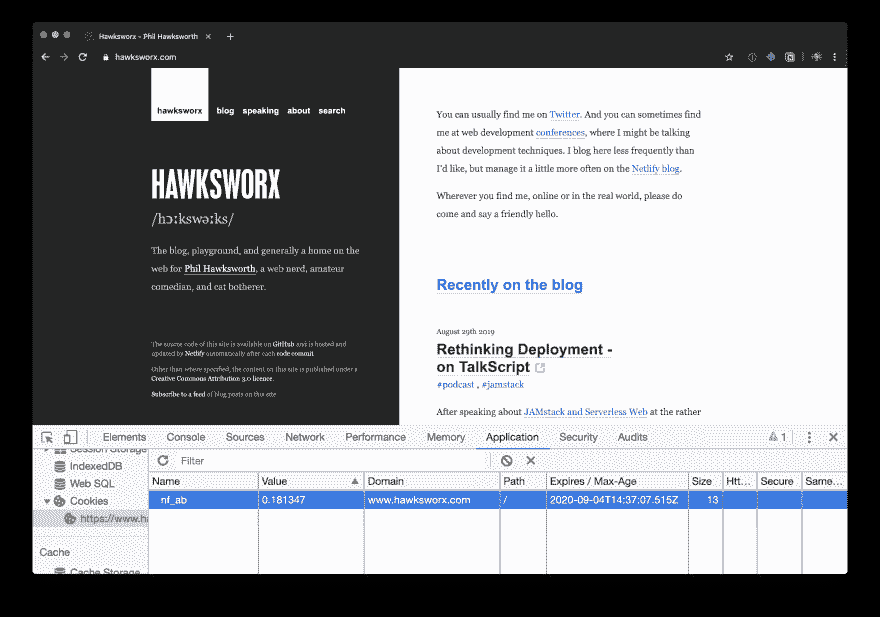 Hawksworx - Phil Hawksworth
hawksworx.com
hawksworx blog speaking about search
HAWKSWORX
/hɔːkswəːks/
The blog, playground, and generally a home on the
web for Phil Hawksworth, a web nerd, amateur
comedian, and cat botherer.
The source code of this site is available on GitHub and is hosted and
updated by Netlify automatically after each code commit
Other than where specified, the content on this site is published under a
Creative Commons Attribution 3.0 licence.
Subscribe to a feed of blog posts on this site
You can usually find me on Twitter. And you can sometimes find
me at web development conferences, where I might be talking
about development techniques. I blog here less frequently than
I'd like, but manage it a little more often on the Netlify blog.
Wherever you find me, online or in the real world, please do
come and say a friendly hello.
Recently on the blog
August 29th 2019
Rethinking Deployment -
on TalkScript
#podcast , #jamstack
After speaking about JAMstack and Serverless Web at the rather
Elements Console Sources Network Performance Memory Application Security Audits 1
Session Storage
IndexedDB
Web SQL
Cookies
https://www.ha
Cache
Cache Storage
Filter
Name Value Domain Path Expires / Max-Age Size Htt... Secure Same...
nf_ab 0.181347 www.hawksworx.com / 2020-09-04T14:37:07.515Z 13